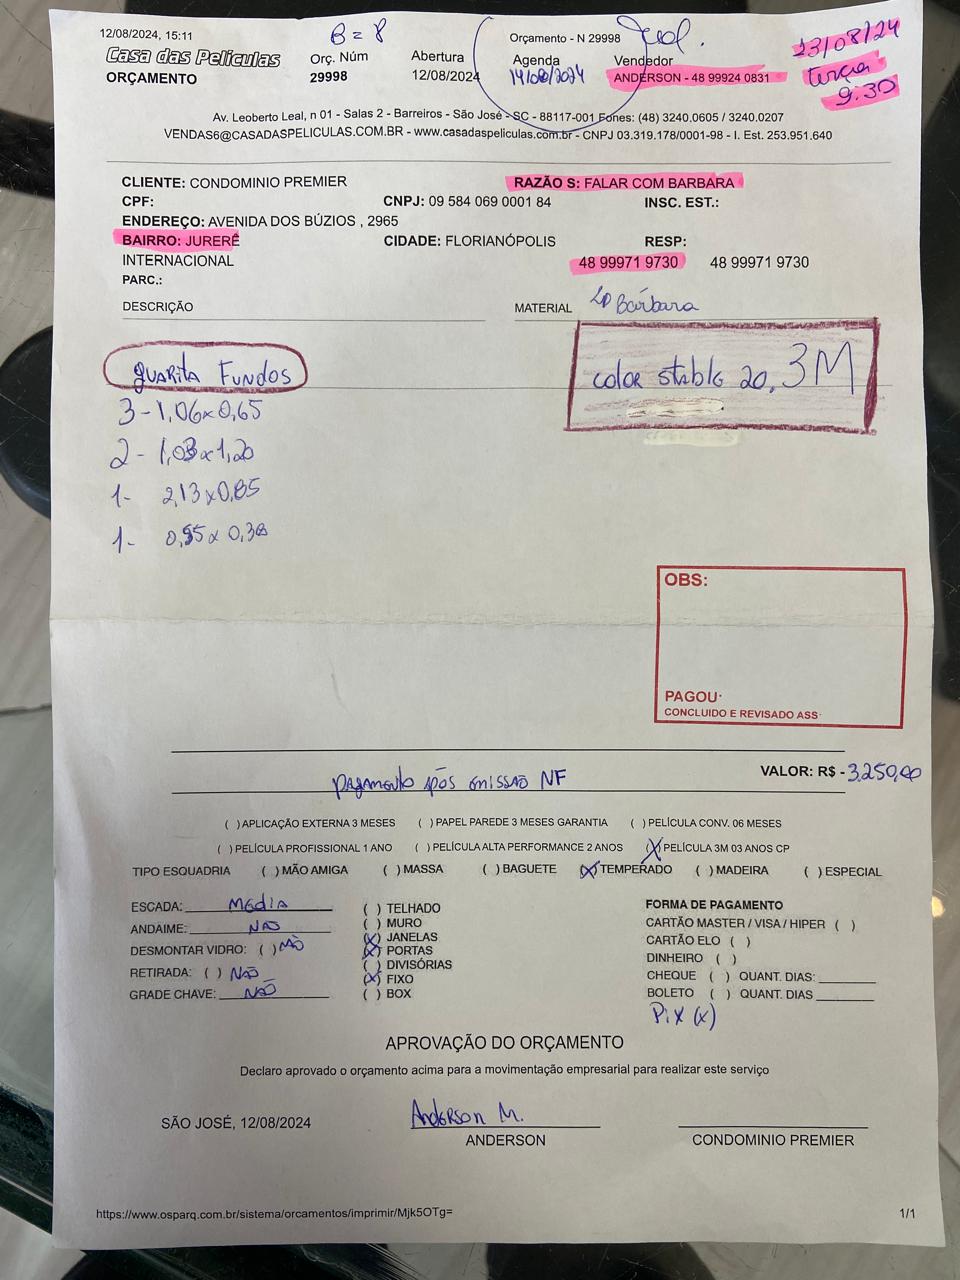 12/08/2024, 15:11
B = 8
Orçamento - N 29998
23/08/24
terça
9:30
Casa das Películas
ORÇAMENTO
Orç. Núm
29998
Abertura
12/08/2024
Agenda
14/08/2024
Vendedor
ANDERSON - 48 99924 0831
Av. Leoberto Leal, n 01 - Salas 2 - Barreiros - São José - SC - 88117-001 Fones: (48) 3240.0605 / 3240.0207
VENDAS6@CASADASPELICULAS.COM.BR - www.casadaspeliculas.com.br - CNPJ 03.319.178/0001-98 - I. Est. 253.951.640
CLIENTE: CONDOMINIO PREMIER
RAZÃO S: FALAR COM BARBARA
CPF:
CNPJ: 09 584 069 0001 84
INSC. EST.:
ENDEREÇO: AVENIDA DOS BÚZIOS , 2965
BAIRRO: JURERÊ
INTERNACIONAL
CIDADE: FLORIANÓPOLIS
RESP:
48 99971 9730
48 99971 9730
PARC.:
DESCRIÇÃO
MATERIAL
Bárbara
guarita Fundos
color stable 20, 3M
3 - 1,06x0,65
2 - 1,03x1,20
1- 2,13x0,85
1- 0,95x0,38
OBS:
PAGOU:
CONCLUIDO E REVISADO ASS:
VALOR: R$ - 3.250,00
pagamento após emissão NF
( ) APLICAÇÃO EXTERNA 3 MESES ( ) PAPEL PAREDE 3 MESES GARANTIA ( ) PELÍCULA CONV. 06 MESES
( ) PELÍCULA PROFISSIONAL 1 ANO ( ) PELÍCULA ALTA PERFORMANCE 2 ANOS (X) PELÍCULA 3M 03 ANOS CP
TIPO ESQUADRIA ( ) MÃO AMIGA ( ) MASSA ( ) BAGUETE (X) TEMPERADO ( ) MADEIRA ( ) ESPECIAL
ESCADA: Média
ANDAIME: NÃO
DESMONTAR VIDRO: ( ) NÃO
RETIRADA: ( ) NÃO
GRADE CHAVE: NÃO
( ) TELHADO
( ) MURO
(X) JANELAS
(X) PORTAS
( ) DIVISÓRIAS
(X) FIXO
( ) BOX
FORMA DE PAGAMENTO
CARTÃO MASTER / VISA / HIPER ( )
CARTÃO ELO ( )
DINHEIRO ( )
CHEQUE ( ) QUANT. DIAS:
BOLETO ( ) QUANT. DIAS
Pix (x)
APROVAÇÃO DO ORÇAMENTO
Declaro aprovado o orçamento acima para a movimentação empresarial para realizar este serviço
SÃO JOSÉ, 12/08/2024
Anderson M.
ANDERSON
CONDOMINIO PREMIER
https://www.osparq.com.br/sistema/orcamentos/imprimir/Mjk5OTg=
1/1